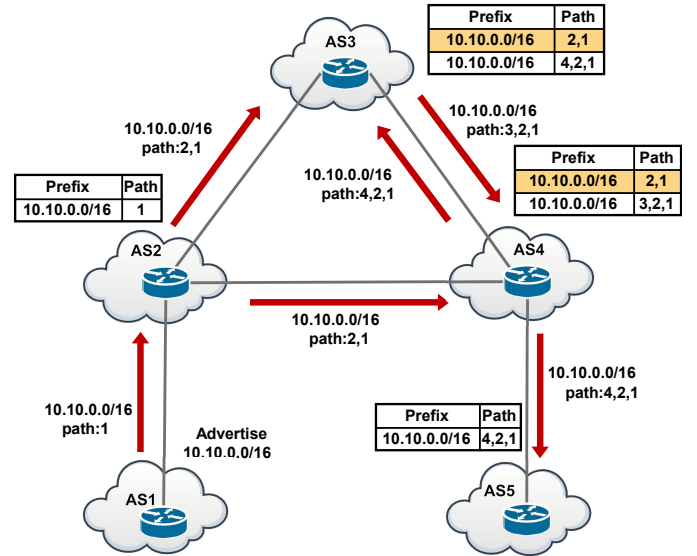 AS3
Prefix Path
10.10.0.0/16 2,1
10.10.0.0/16 4,2,1
10.10.0.0/16
path:2,1
10.10.0.0/16
path:3,2,1
10.10.0.0/16
path:4,2,1
Prefix Path
10.10.0.0/16 1
Prefix Path
10.10.0.0/16 2,1
10.10.0.0/16 3,2,1
AS2
AS4
10.10.0.0/16
path:2,1
10.10.0.0/16
path:4,2,1
10.10.0.0/16
path:1
Prefix Path
10.10.0.0/16 4,2,1
Advertise
10.10.0.0/16
AS1
AS5